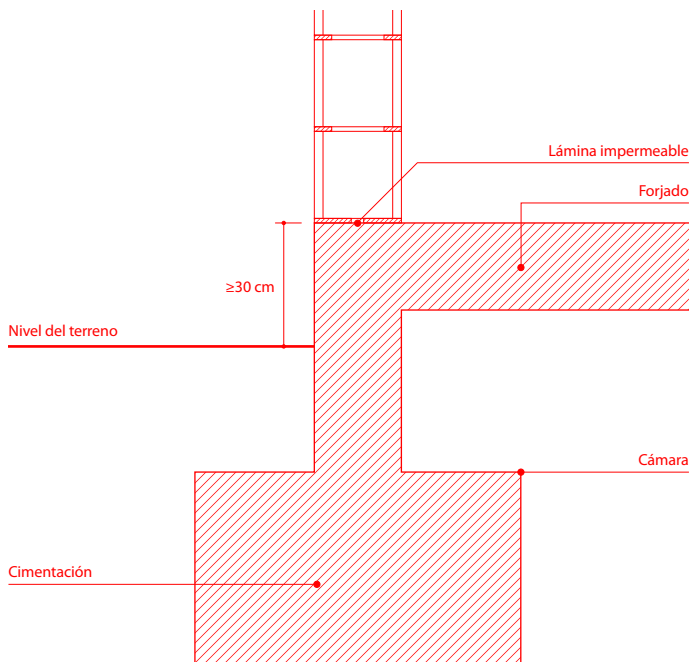 Lámina impermeable
Forjado
≥30 cm
Nivel del terreno
Cámara
Cimentación